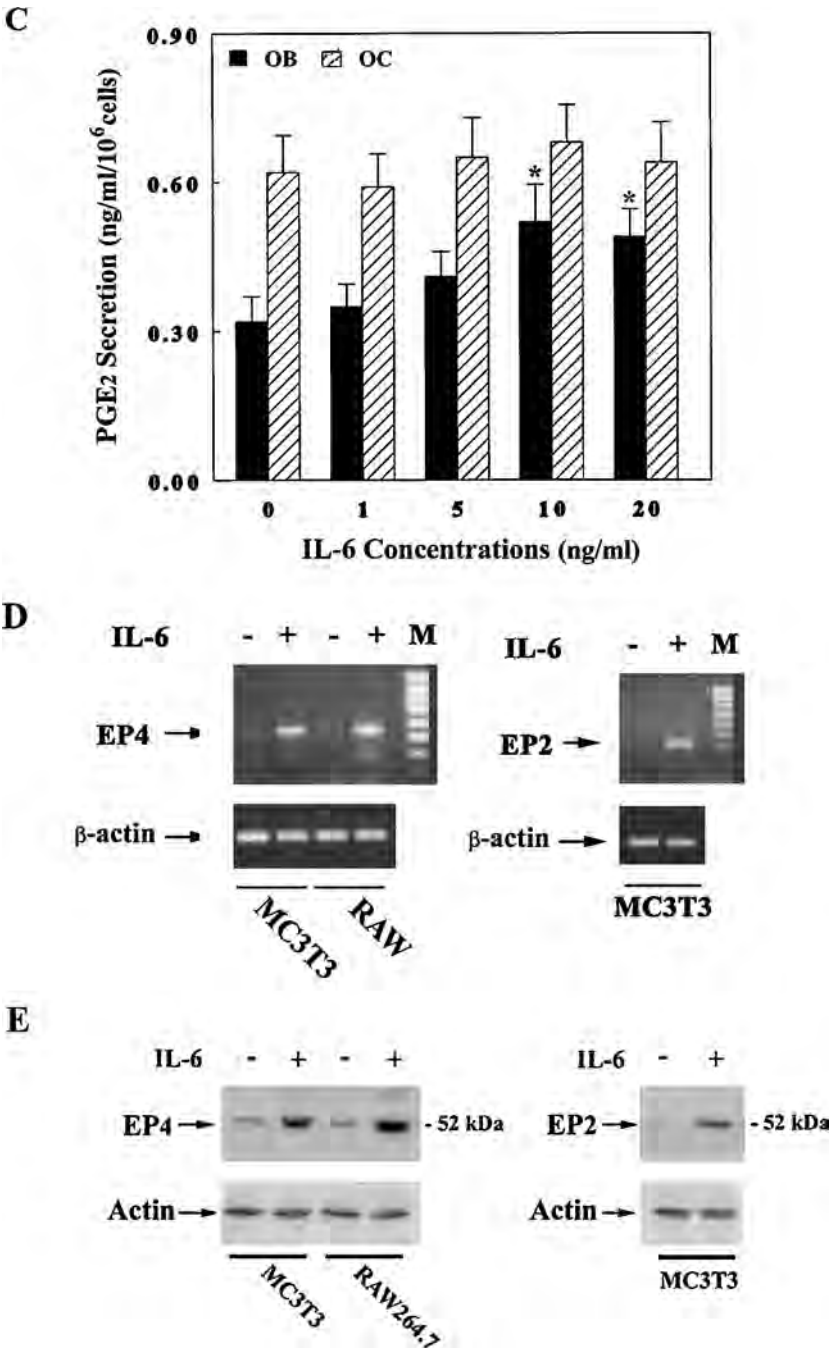 C
0.90
OB OC
* *
0.60
0.30
0.00
PGE2 Secretion (ng/ml/10⁶cells)
0 1 5 10 20
IL-6 Concentrations (ng/ml)
D
IL-6 - + - + M
EP4
β-actin
MC3T3 RAW
IL-6 - + M
EP2
β-actin
MC3T3
E
IL-6 - + - +
EP4 - 52 kDa
Actin
MC3T3 RAW264.7
IL-6 - +
EP2 - 52 kDa
Actin
MC3T3